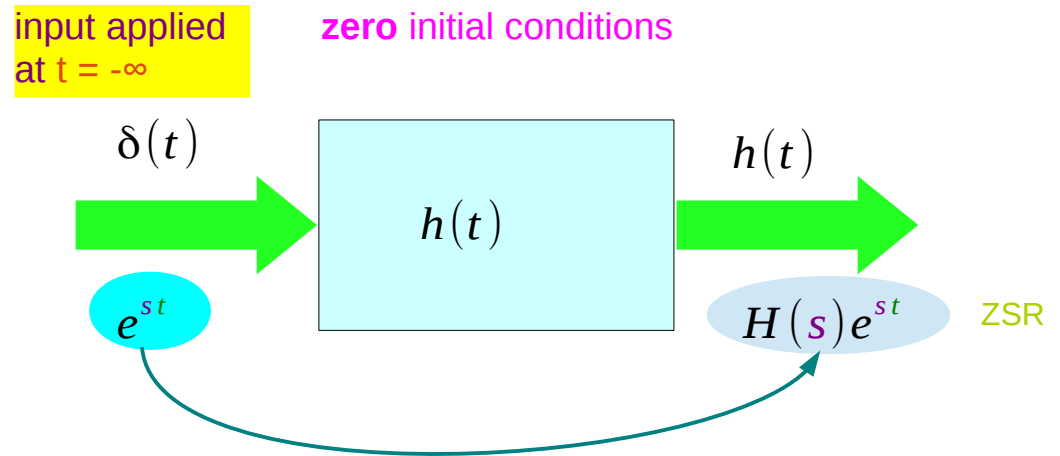 input applied
at t = -∞
zero initial conditions
δ(t)
h(t)
h(t)
e^{st}
H(s)e^{st}
ZSR